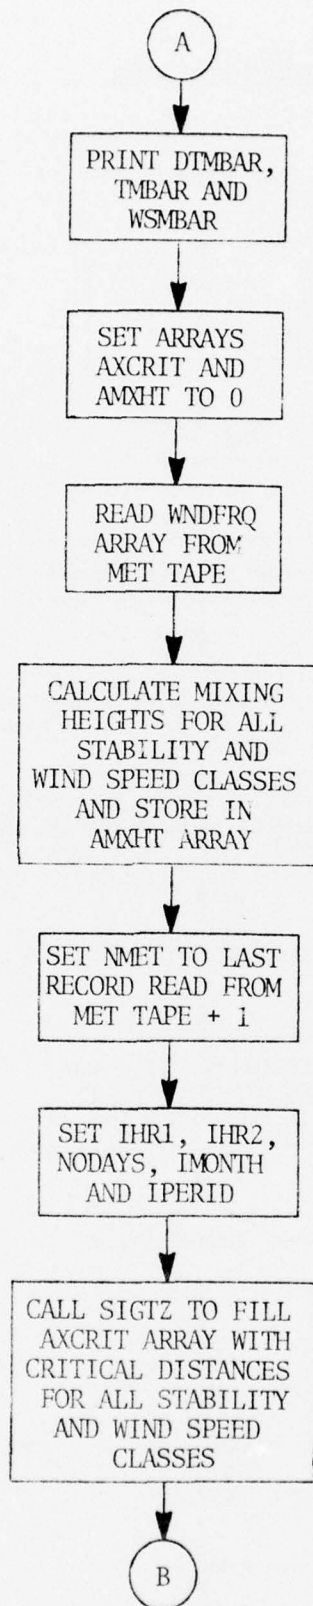 A
PRINT DTMBAR,
TMBAR AND
WSMBAR
SET ARRAYS
AXCRIT AND
AMXHT TO 0
READ WNDFRQ
ARRAY FROM
MET TAPE
CALCULATE MIXING
HEIGHTS FOR ALL
STABILITY AND
WIND SPEED CLASSES
AND STORE IN
AMXHT ARRAY
SET NMET TO LAST
RECORD READ FROM
MET TAPE + 1
SET IHR1, IHR2,
NODAYS, IMONTH
AND IPERID
CALL SIGTZ TO FILL
AXCRIT ARRAY WITH
CRITICAL DISTANCES
FOR ALL STABILITY
AND WIND SPEED
CLASSES
B